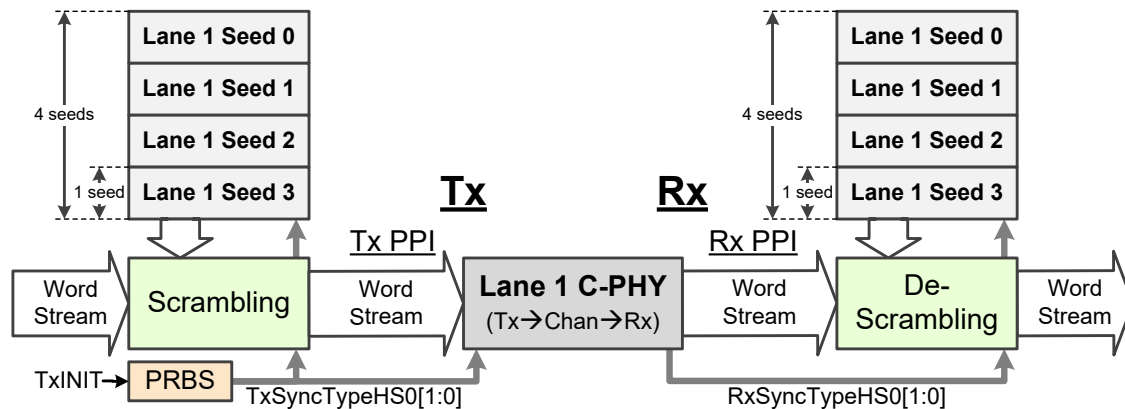 Lane 1 Seed 0
Lane 1 Seed 1
4 seeds
Lane 1 Seed 2
1 seed
Lane 1 Seed 3
Lane 1 Seed 0
Lane 1 Seed 1
4 seeds
Lane 1 Seed 2
1 seed
Lane 1 Seed 3
Tx
Rx
Tx PPI
Rx PPI
Word
Stream
Scrambling
Word
Stream
Lane 1 C-PHY
(Tx→Chan→Rx)
Word
Stream
De-
Scrambling
Word
Stream
TxINIT
PRBS
TxSyncTypeHS0[1:0]
RxSyncTypeHS0[1:0]